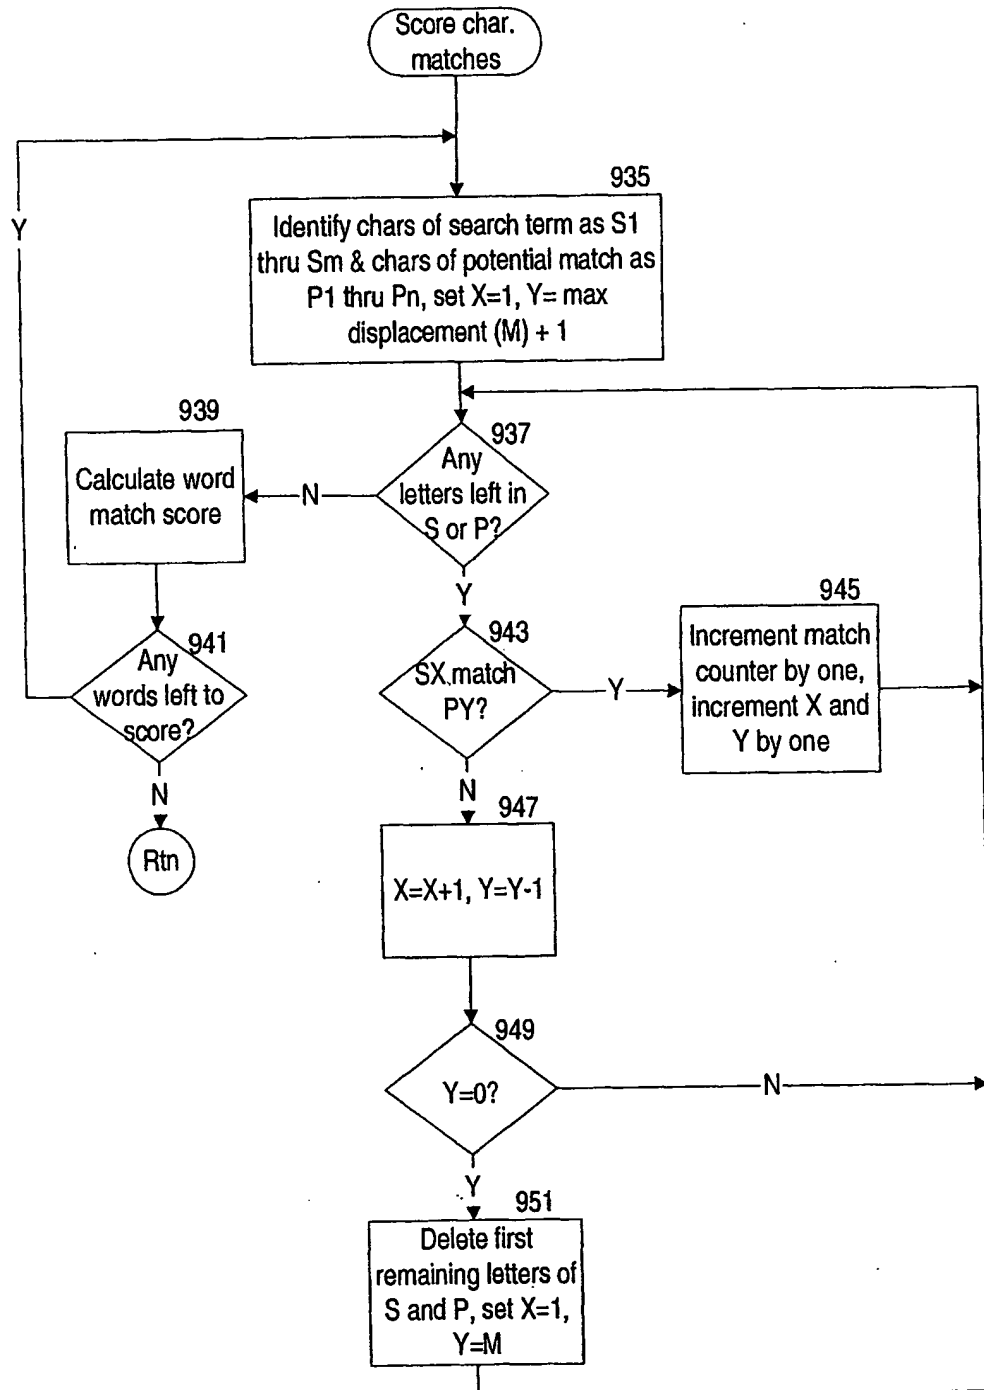 Score char.
matches
935
Identify chars of search term as S1
thru Sm & chars of potential match as
P1 thru Pn, set X=1, Y= max
displacement (M) + 1
Y
939
Calculate word
match score
N
937
Any
letters left in
S or P?
Y
941
Any
words left to
score?
N
Rtn
943
SX match
PY?
Y
945
Increment match
counter by one,
increment X and
Y by one
N
947
X=X+1, Y=Y-1
949
Y=0?
N
Y
951
Delete first
remaining letters of
S and P, set X=1,
Y=M